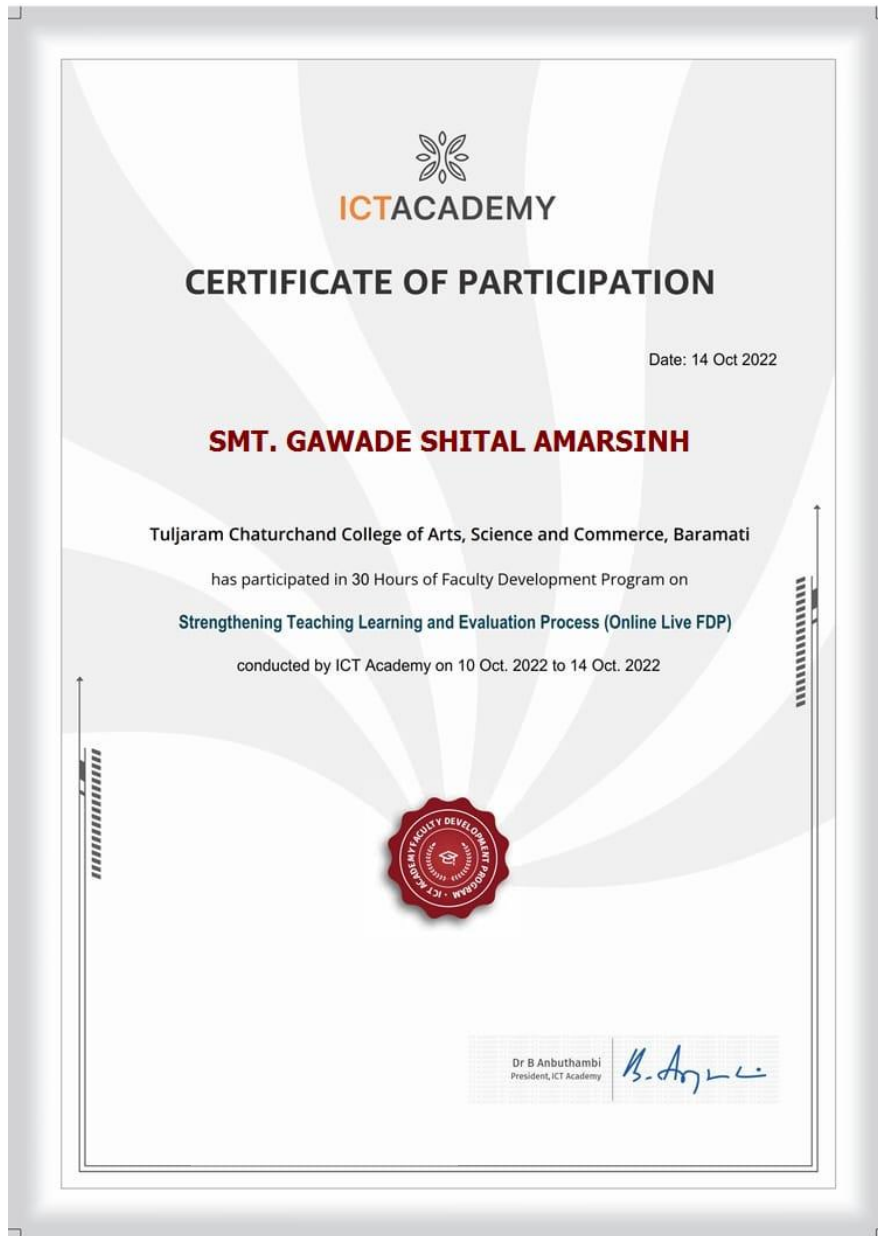 ICTACADEMY
CERTIFICATE OF PARTICIPATION
Date: 14 Oct 2022
SMT. GAWADE SHITAL AMARSINH
Tuljaram Chaturchand College of Arts, Science and Commerce, Baramati
has participated in 30 Hours of Faculty Development Program on
Strengthening Teaching Learning and Evaluation Process (Online Live FDP)
conducted by ICT Academy on 10 Oct. 2022 to 14 Oct. 2022
ICT ACADEMY FACULTY DEVELOPMENT PROGRAM
Dr B Anbuthambi
President, ICT Academy